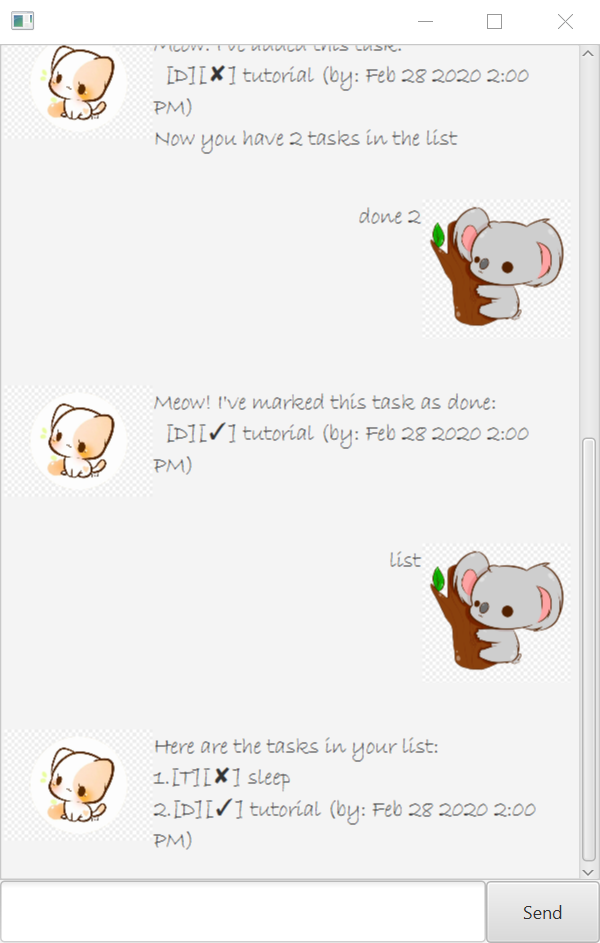 Meow! I've added this task:
[D][✘] tutorial (by: Feb 28 2020 2:00
PM)
Now you have 2 tasks in the list
done 2
Meow! I've marked this task as done:
[D][✓] tutorial (by: Feb 28 2020 2:00
PM)
list
Here are the tasks in your list:
1.[T][✘] sleep
2.[D][✓] tutorial (by: Feb 28 2020 2:00
PM)
Send